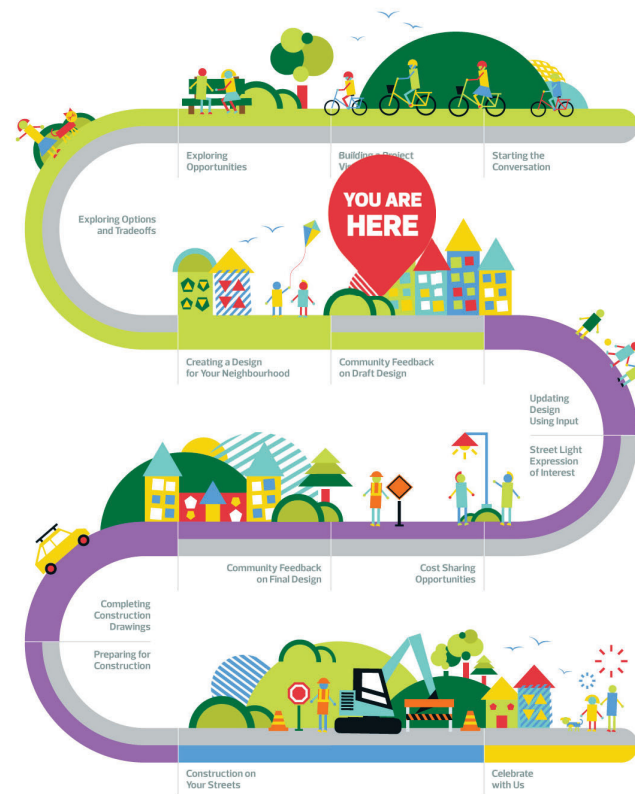 Exploring
Opportunities
Building a Project
Starting the
Conversation
Exploring Options
and Tradeoffs
YOU ARE
HERE
Creating a Design
for Your Neighbourhood
Community Feedback
on Draft Design
Updating
Design
Using Input
Street Light
Expression
of Interest
Community Feedback
on Final Design
Cost Sharing
Opportunities
Completing
Construction
Drawings
Preparing for
Construction
Construction on
Your Streets
Celebrate
with Us